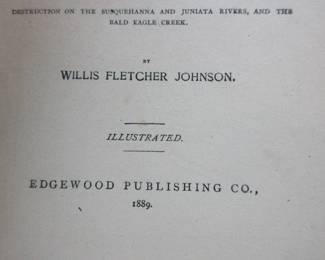 DESTRUCTION ON THE SUSQUEHANNA AND JUNIATA RIVERS, AND THE
BALD EAGLE CREEK.
BY
WILLIS FLETCHER JOHNSON.
ILLUSTRATED.
EDGEWOOD PUBLISHING CO.,
1889.